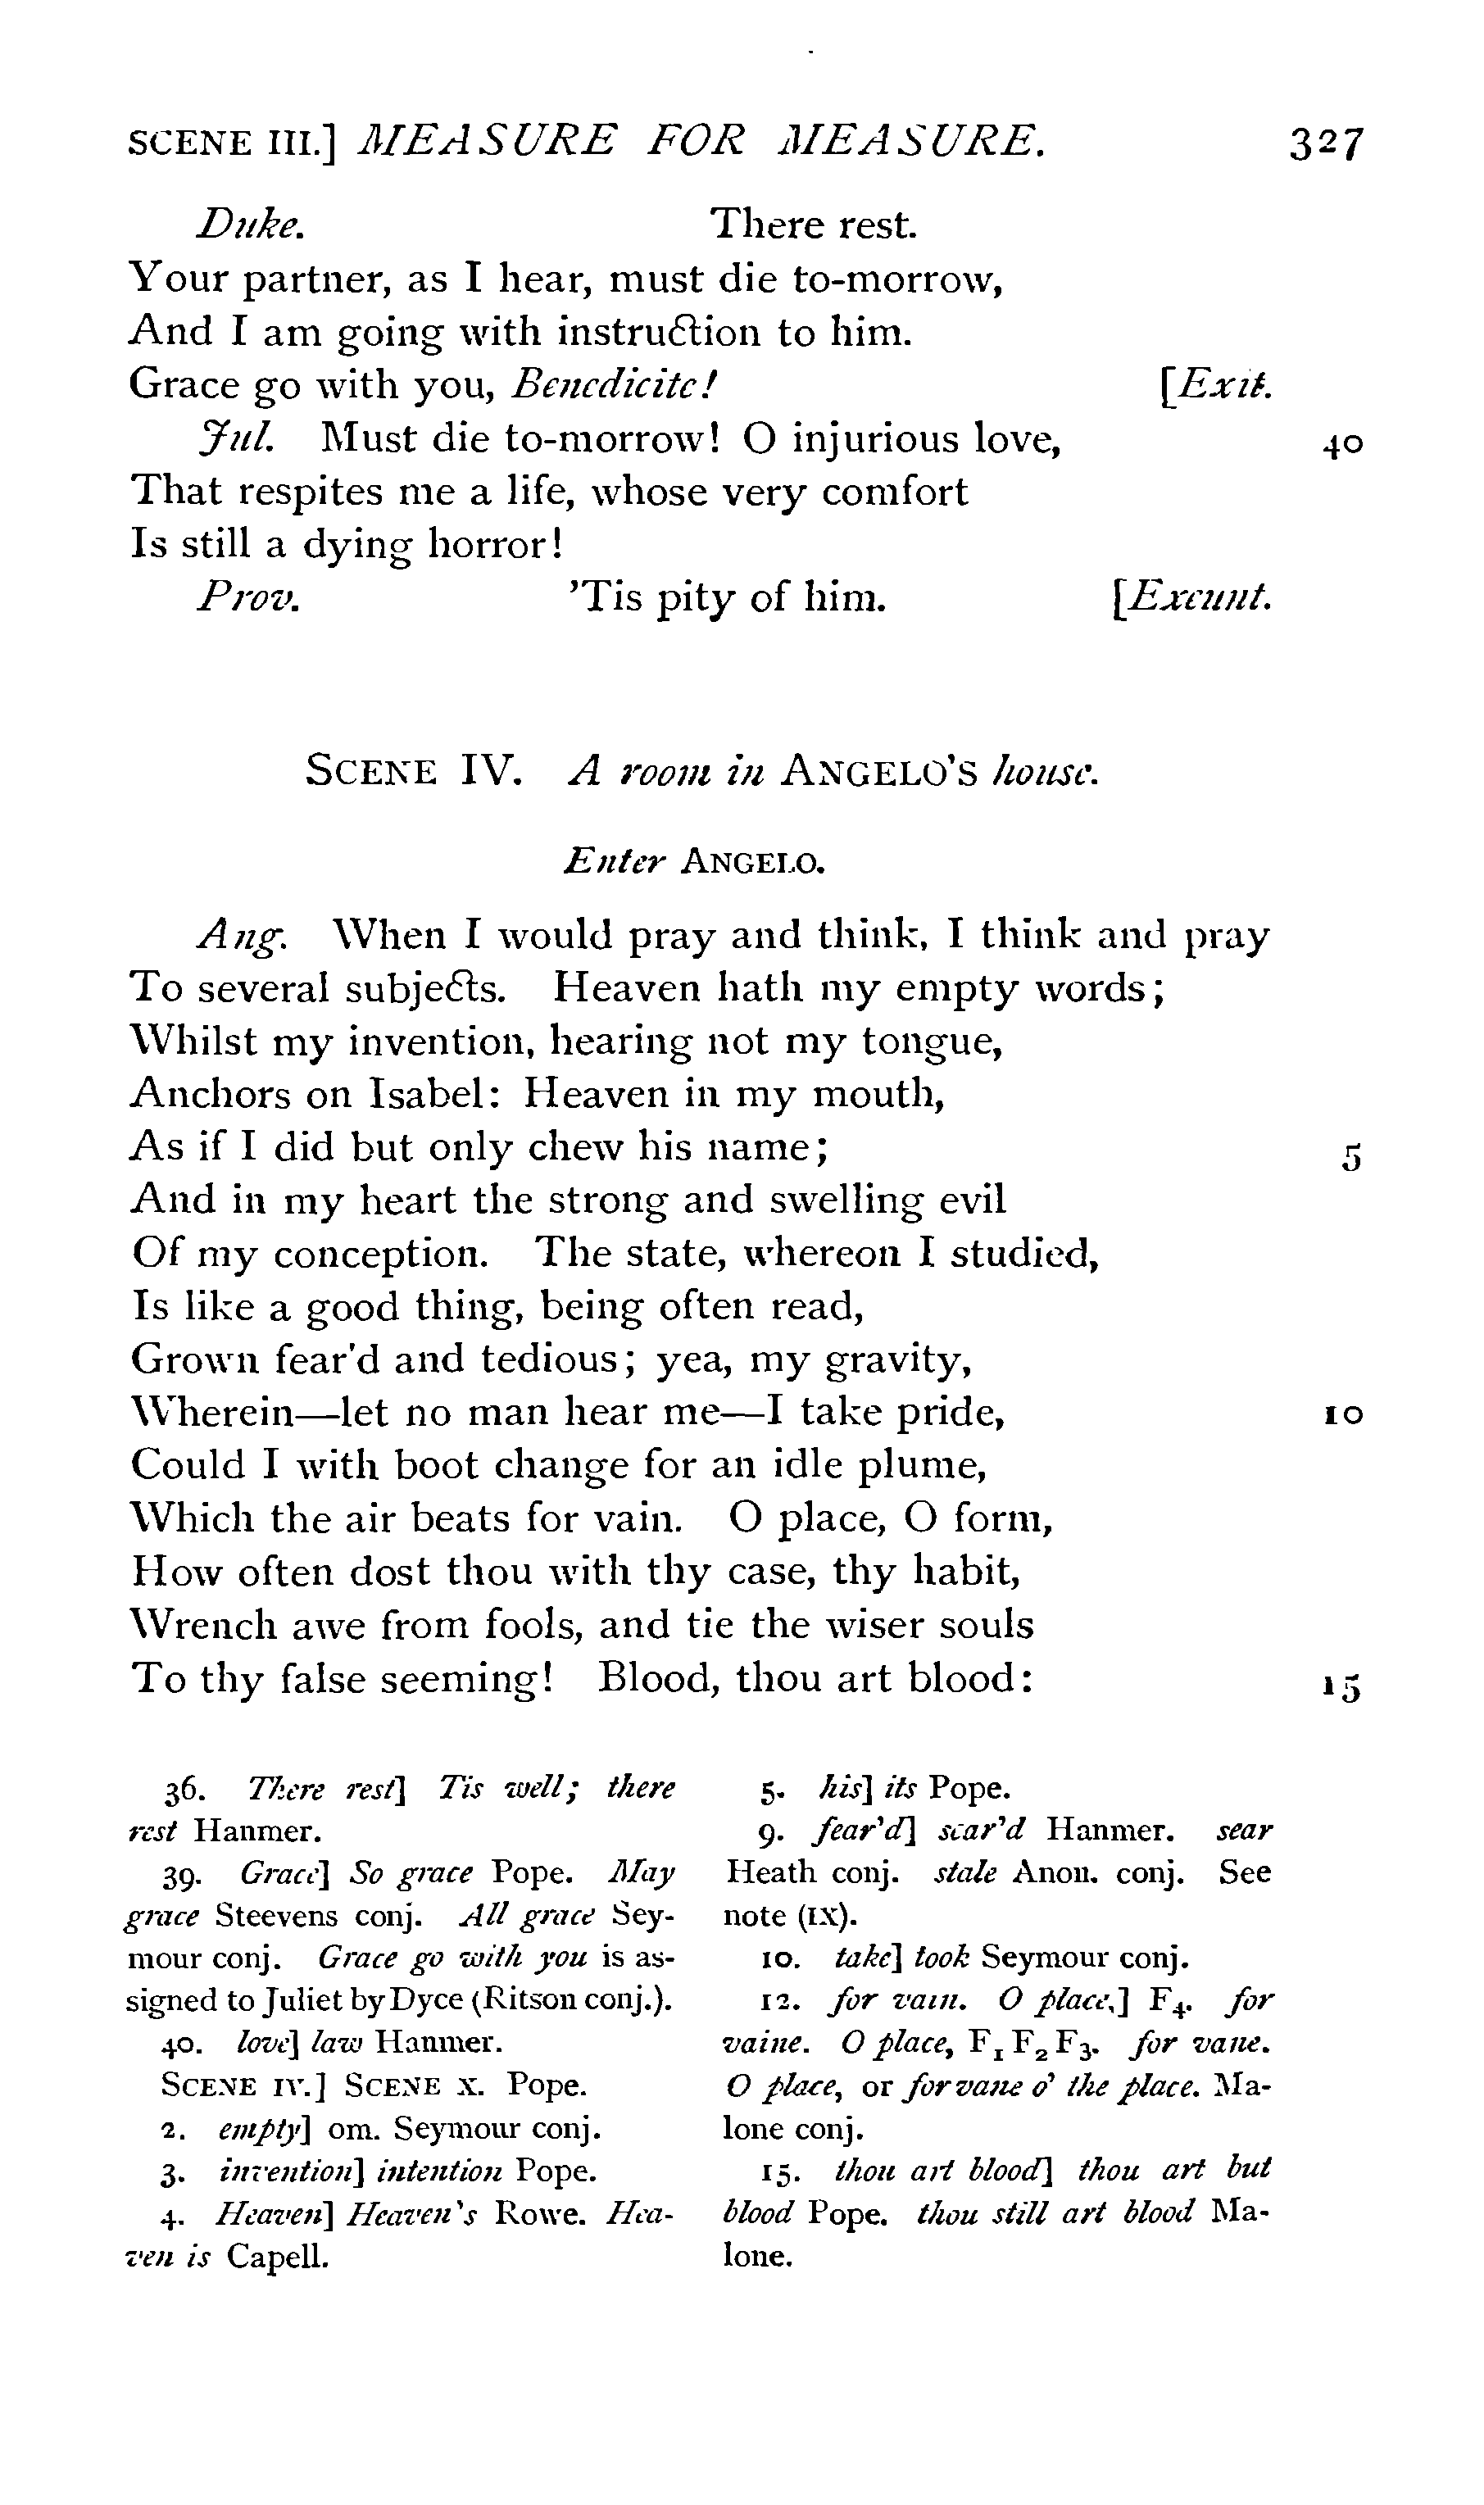 SCENE III.] MEASURE FOR MEASURE. 327
Duke. There rest.
Your partner, as I hear, must die to-morrow,
And I am going with instruction to him.
Grace go with you, Benedicite! [Exit.
Jul. Must die to-morrow! O injurious love, 40
That respites me a life, whose very comfort
Is still a dying horror!
Prov. 'Tis pity of him. [Exeunt.
SCENE IV. A room in ANGELO'S house.
Enter ANGELO.
Ang. When I would pray and think, I think and pray
To several subjects. Heaven hath my empty words;
Whilst my invention, hearing not my tongue,
Anchors on Isabel: Heaven in my mouth,
As if I did but only chew his name; 5
And in my heart the strong and swelling evil
Of my conception. The state, whereon I studied,
Is like a good thing, being often read,
Grown fear'd and tedious; yea, my gravity,
Wherein—let no man hear me—I take pride, 10
Could I with boot change for an idle plume,
Which the air beats for vain. O place, O form,
How often dost thou with thy case, thy habit,
Wrench awe from fools, and tie the wiser souls
To thy false seeming! Blood, thou art blood: 15
36. There rest] Tis well; there
rest Hanmer.
39. Grace] So grace Pope. May
grace Steevens conj. All grace Sey-
mour conj. Grace go with you is as-
signed to Juliet by Dyce (Ritson conj.).
40. love] law Hanmer.
SCENE IV.] SCENE X. Pope.
2. empty] om. Seymour conj.
3. invention] intention Pope.
4. Heaven] Heaven's Rowe. Hea-
ven is Capell.
5. his] its Pope.
9. fear'd] scar'd Hanmer. sear
Heath conj. stale Anon. conj. See
note (IX).
10. take] took Seymour conj.
12. for vain. O place,] F4. for
vaine. O place, F1 F2 F3. for vane.
O place, or for vane o' the place. Ma-
lone conj.
15. thou art blood] thou art but
blood Pope. thou still art blood Ma-
lone.